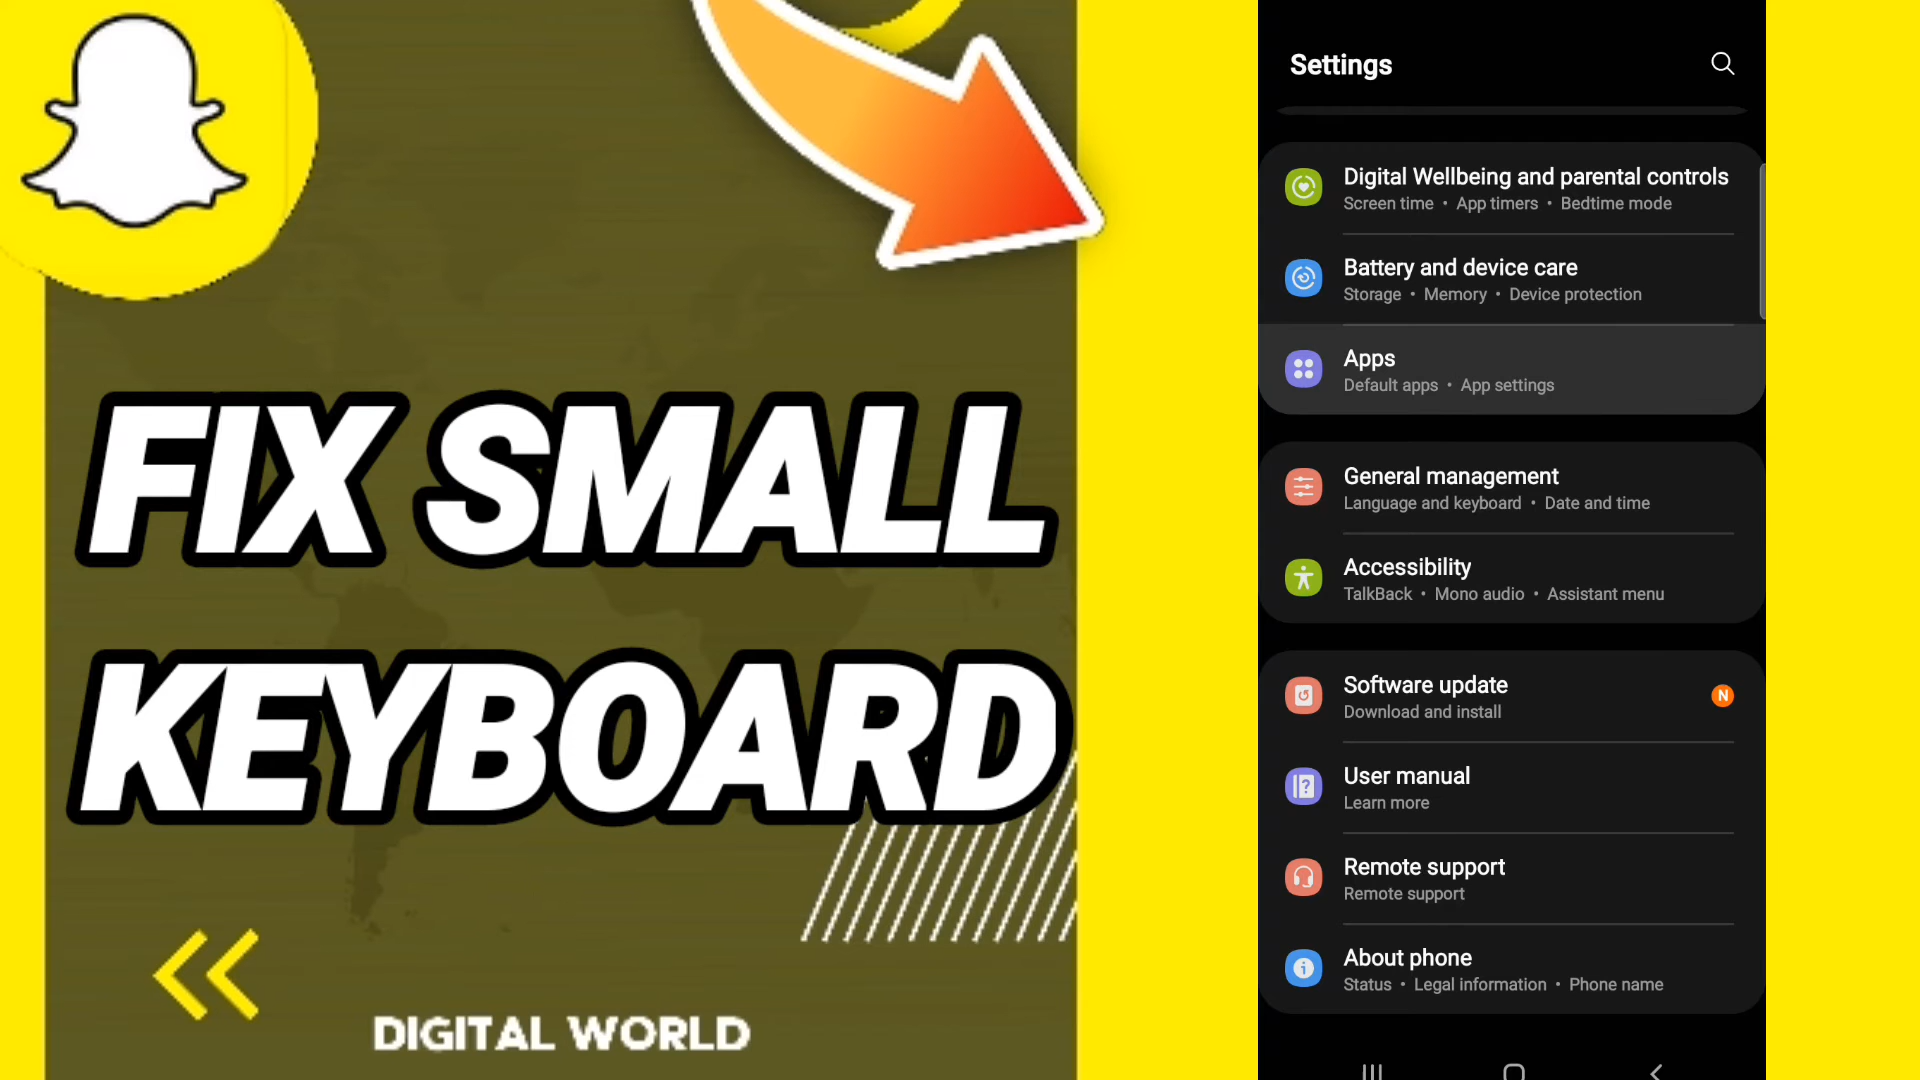 FIX SMALL
KEYBOARD
DIGITAL WORLD
Settings
Digital Wellbeing and parental controls
Screen time • App timers • Bedtime mode
Battery and device care
Storage • Memory • Device protection
Apps
Default apps • App settings
General management
Language and keyboard • Date and time
Accessibility
TalkBack • Mono audio • Assistant menu
Software update
N
Download and install
User manual
Learn more
Remote support
Remote support
About phone
Status • Legal information • Phone name